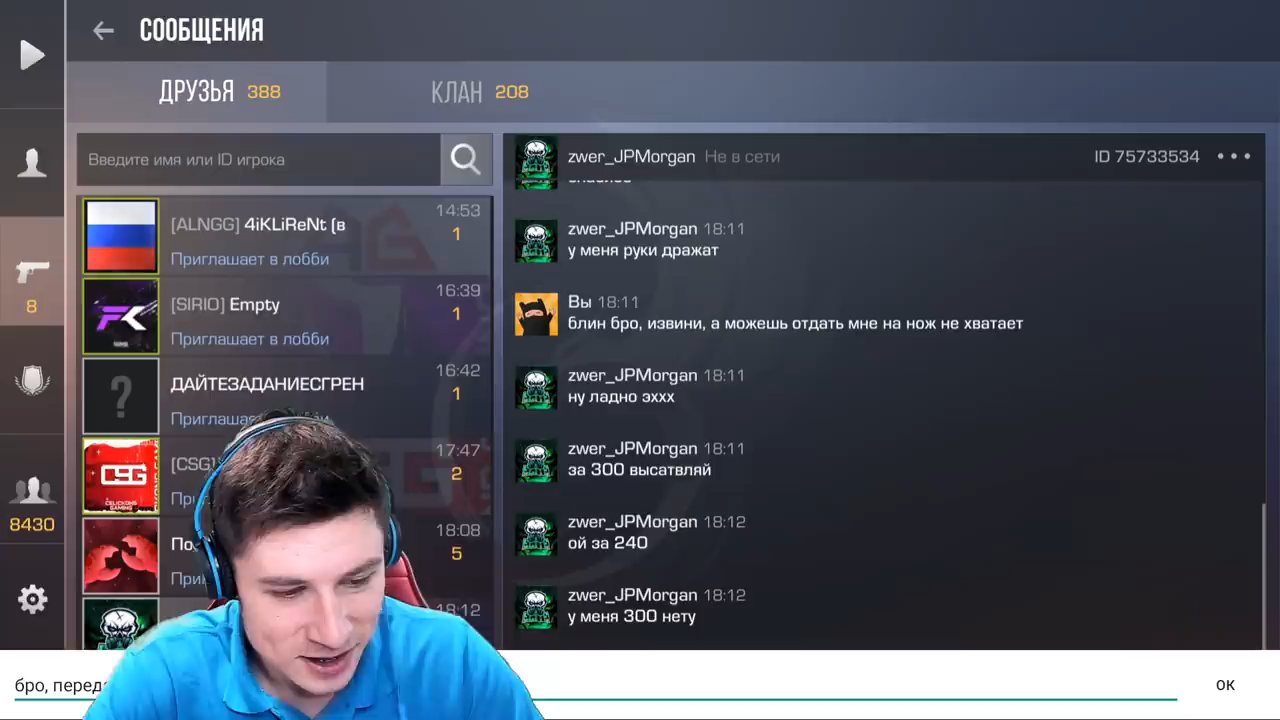 СООБЩЕНИЯ
ДРУЗЬЯ 388
КЛАН 208
Введите имя или ID игрока
[ALNGG] 4iKLiReNt (в
14:53
Приглашает в лобби
1
[SIRIO] Empty
16:39
Приглашает в лобби
1
ДАЙТЕЗАДАНИЕСГРЕН
16:42
1
[CSG]
17:47
2
CSG
CELICKONS
GAMING
18:08
5
18:12
8
8430
zwer_JPMorgan Не в сети
ID 75733534
zwer_JPMorgan 18:11
у меня руки дражат
Вы 18:11
блин бро, извини, а можешь отдать мне на нож не хватает
zwer_JPMorgan 18:11
ну ладно эххх
zwer_JPMorgan 18:11
за 300 высатвляй
zwer_JPMorgan 18:12
ой за 240
zwer_JPMorgan 18:12
у меня 300 нету
бро,
ок